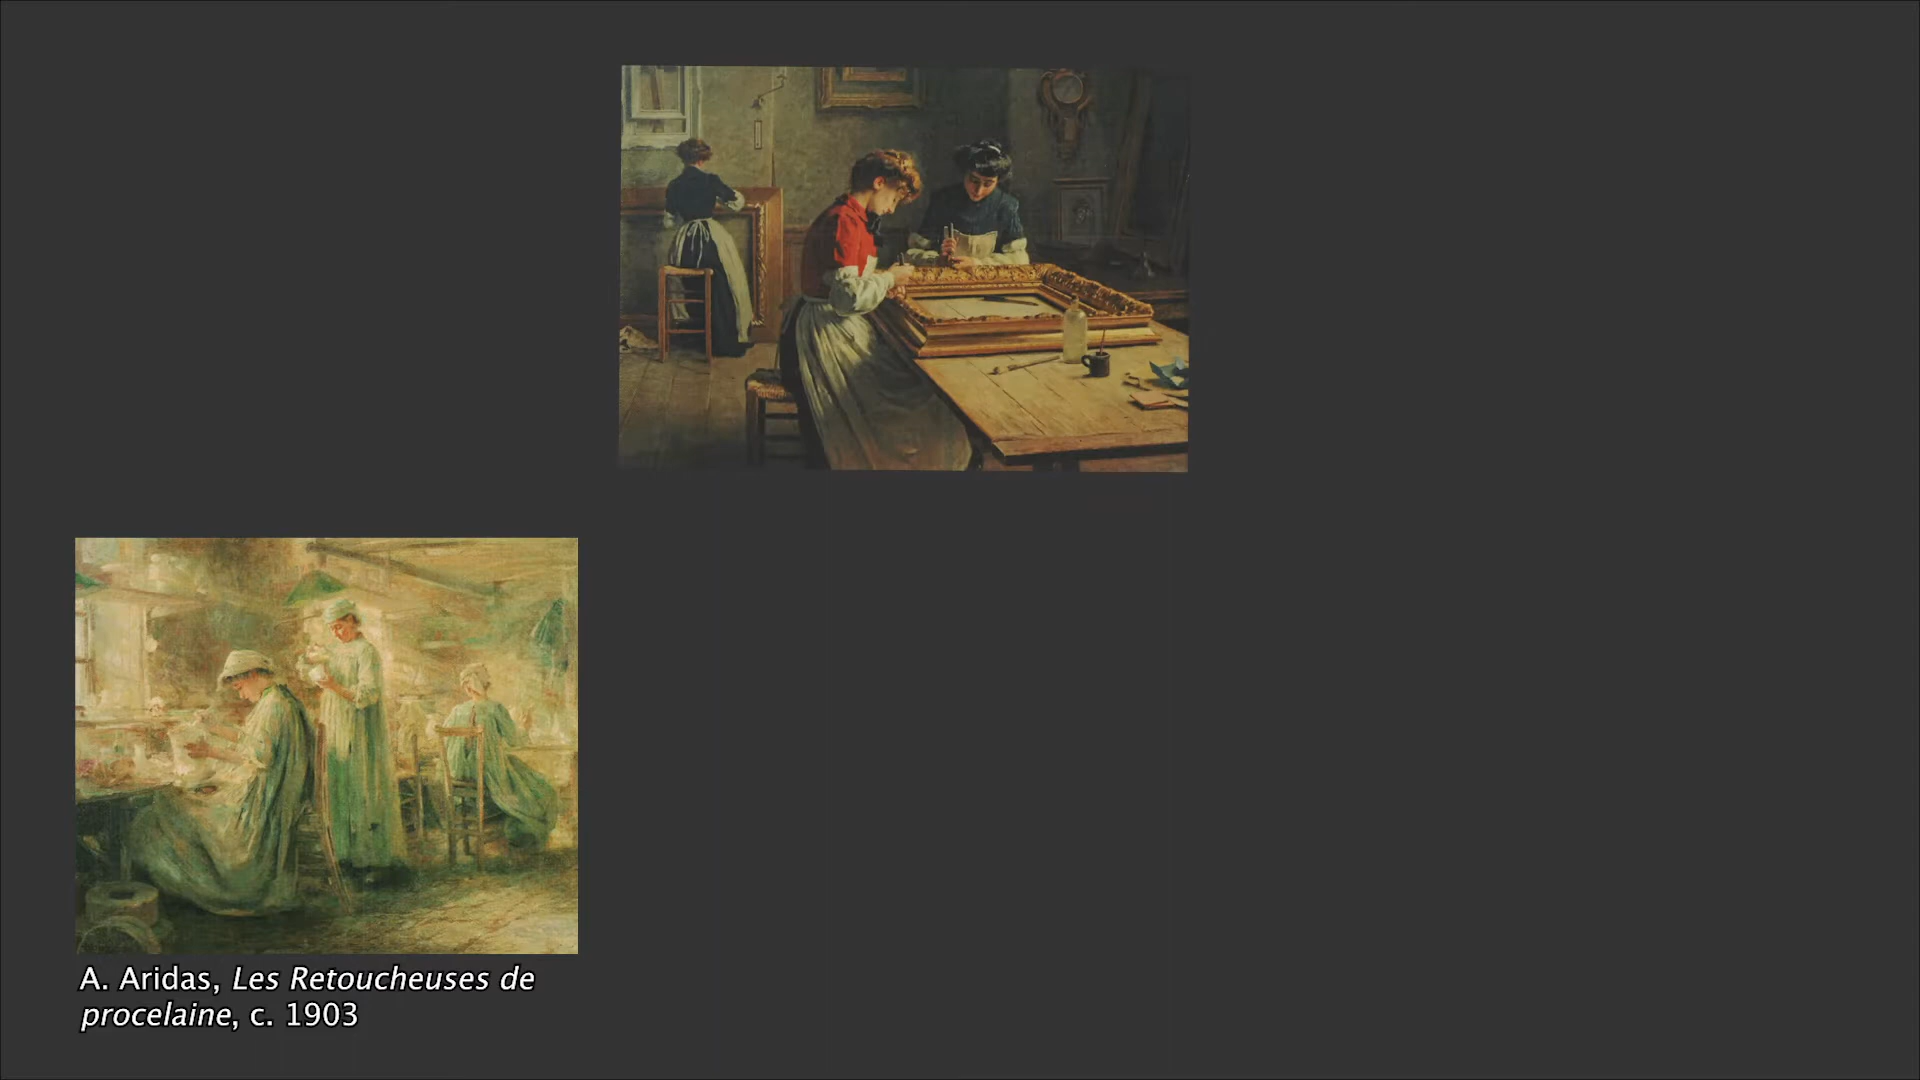 A. Aridas, Les Retoucheuses de
procelaine, c. 1903